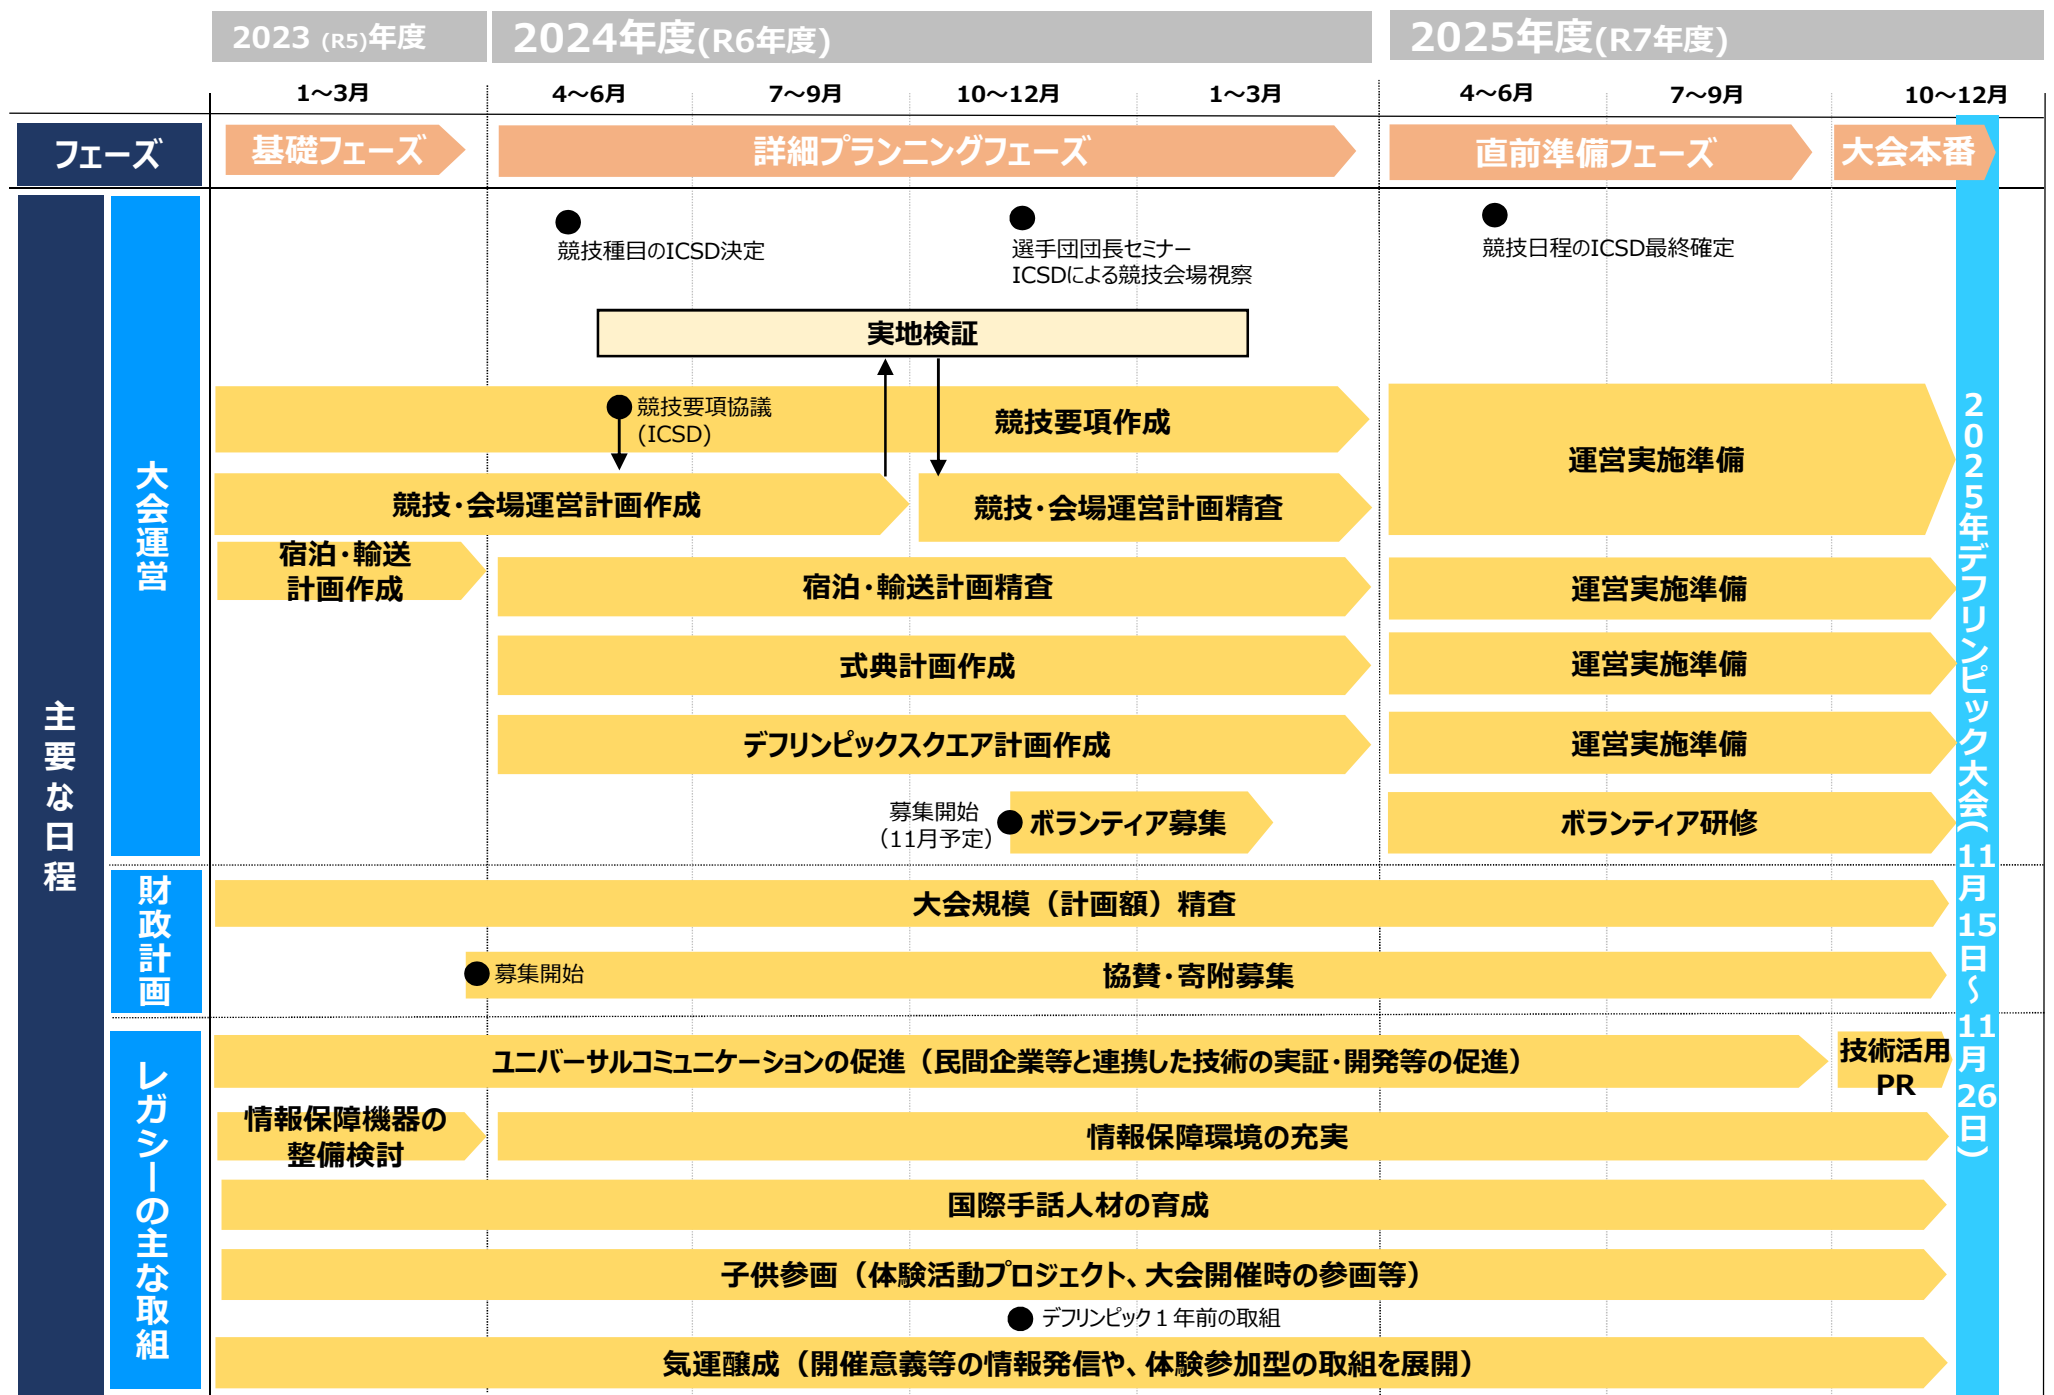 2023 (R5)年度
2024年度(R6年度)
2025年度(R7年度)
1～3月
4～6月
7～9月
10～12月
1～3月
4～6月
7～9月
10～12月
フェーズ
基礎フェーズ
詳細プランニングフェーズ
直前準備フェーズ
大会本番
主要な日程
大会運営
競技種目のICSD決定
選手団団長セミナー
ICSDによる競技会場視察
競技日程のICSD最終確定
実地検証
競技要項協議
(ICSD)
競技要項作成
運営実施準備
競技・会場運営計画作成
競技・会場運営計画精査
宿泊・輸送
計画作成
宿泊・輸送計画精査
運営実施準備
式典計画作成
運営実施準備
デフリンピックスクエア計画作成
運営実施準備
募集開始
（11月予定）
ボランティア募集
ボランティア研修
財政計画
大会規模（計画額）精査
募集開始
協賛・寄附募集
レガシーの主な取組
ユニバーサルコミュニケーションの促進（民間企業等と連携した技術の実証・開発等の促進）
技術活用
PR
情報保障機器の
整備検討
情報保障環境の充実
国際手話人材の育成
子供参画（体験活動プロジェクト、大会開催時の参画等）
デフリンピック１年前の取組
気運醸成（開催意義等の情報発信や、体験参加型の取組を展開）
2025年デフリンピック大会(11月15日～11月26日)